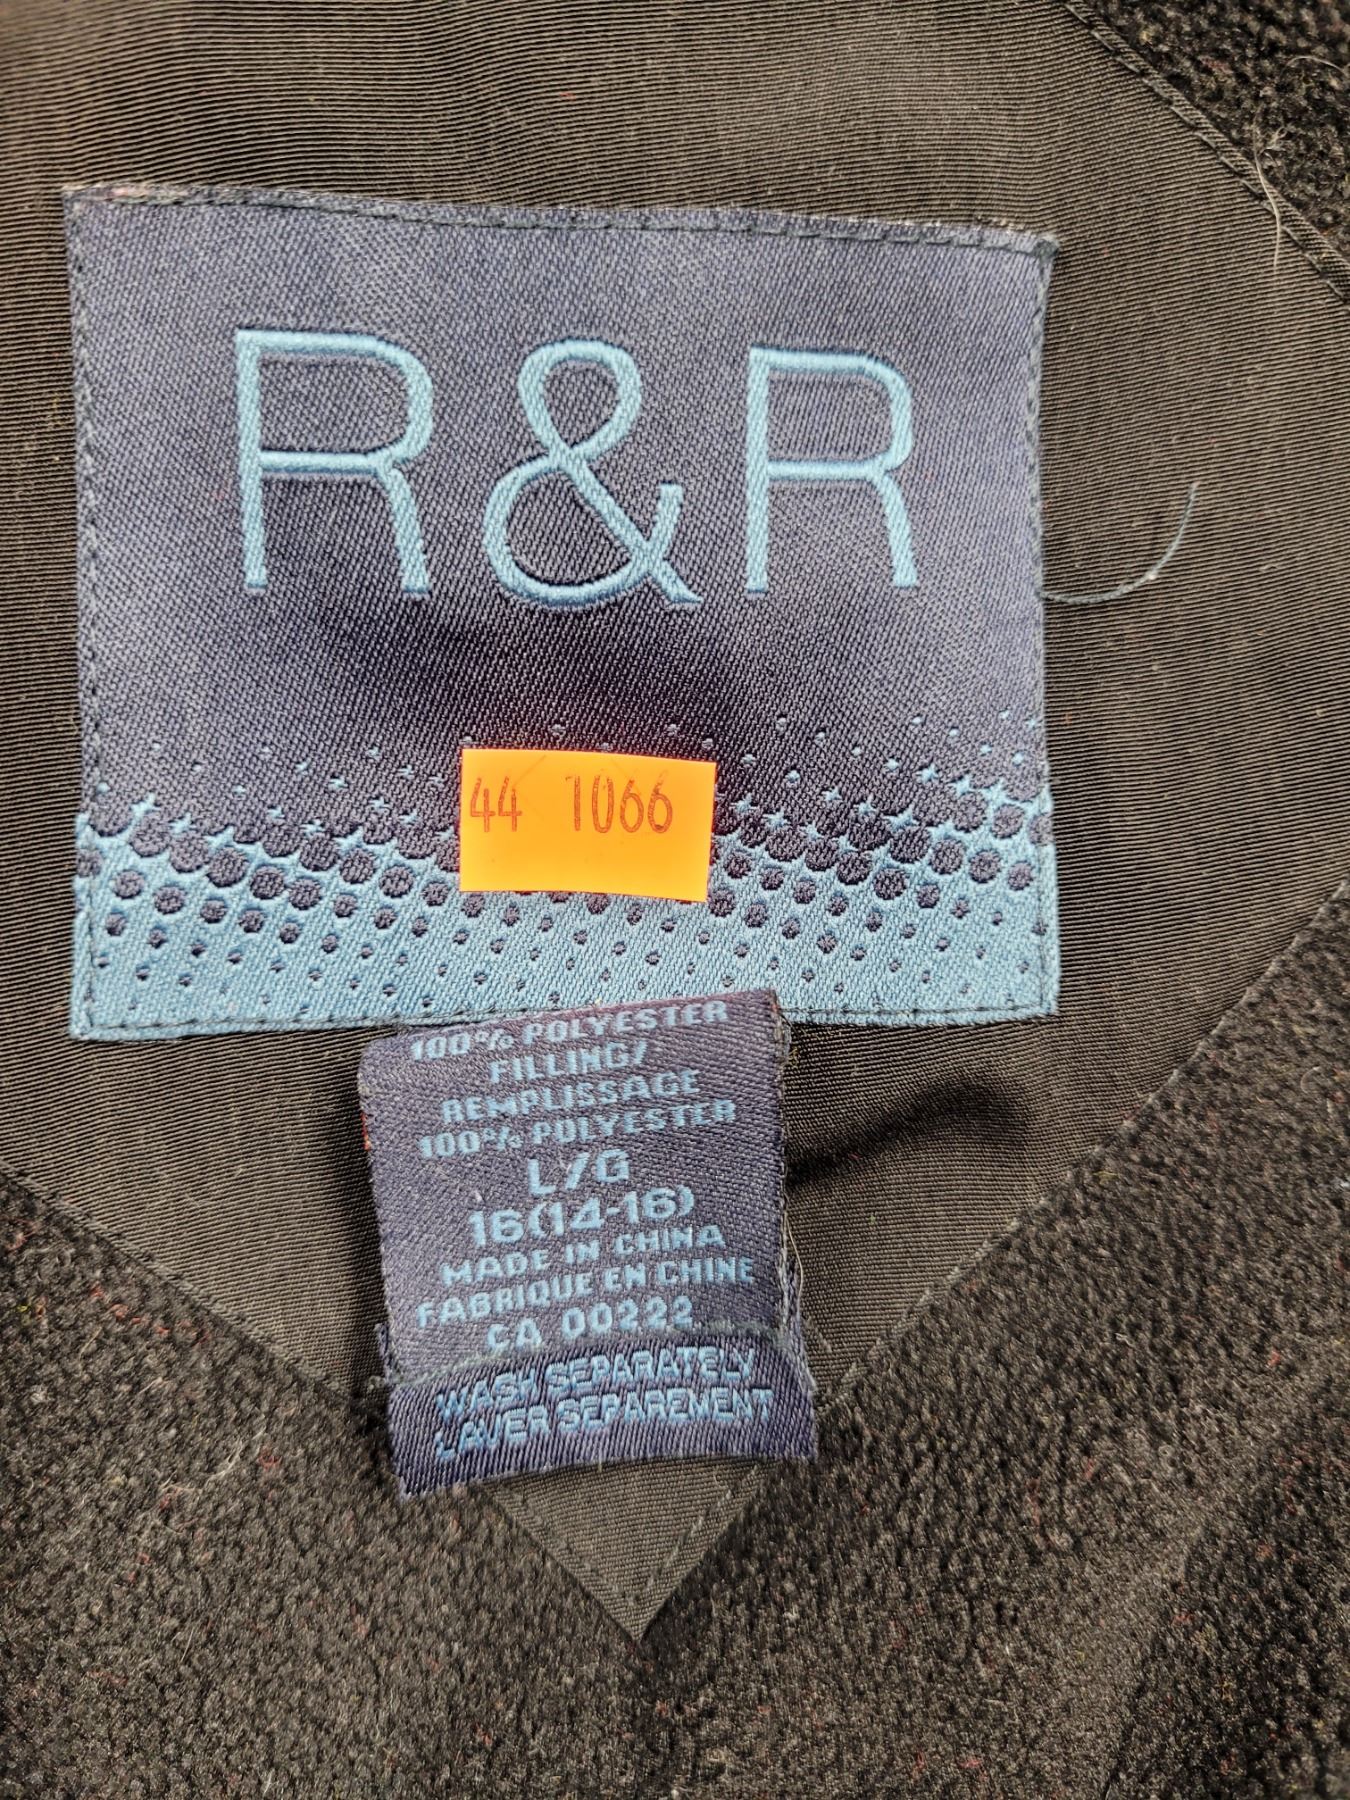 R&R
44 1066
100% POLYESTER
FILLING/
REMPLISSAGE
100% POLYESTER
L/G
16(14-16)
MADE IN CHINA
FABRIQUE EN CHINE
CA 00222
WASH SEPARATELY
LAVER SEPAREMENT